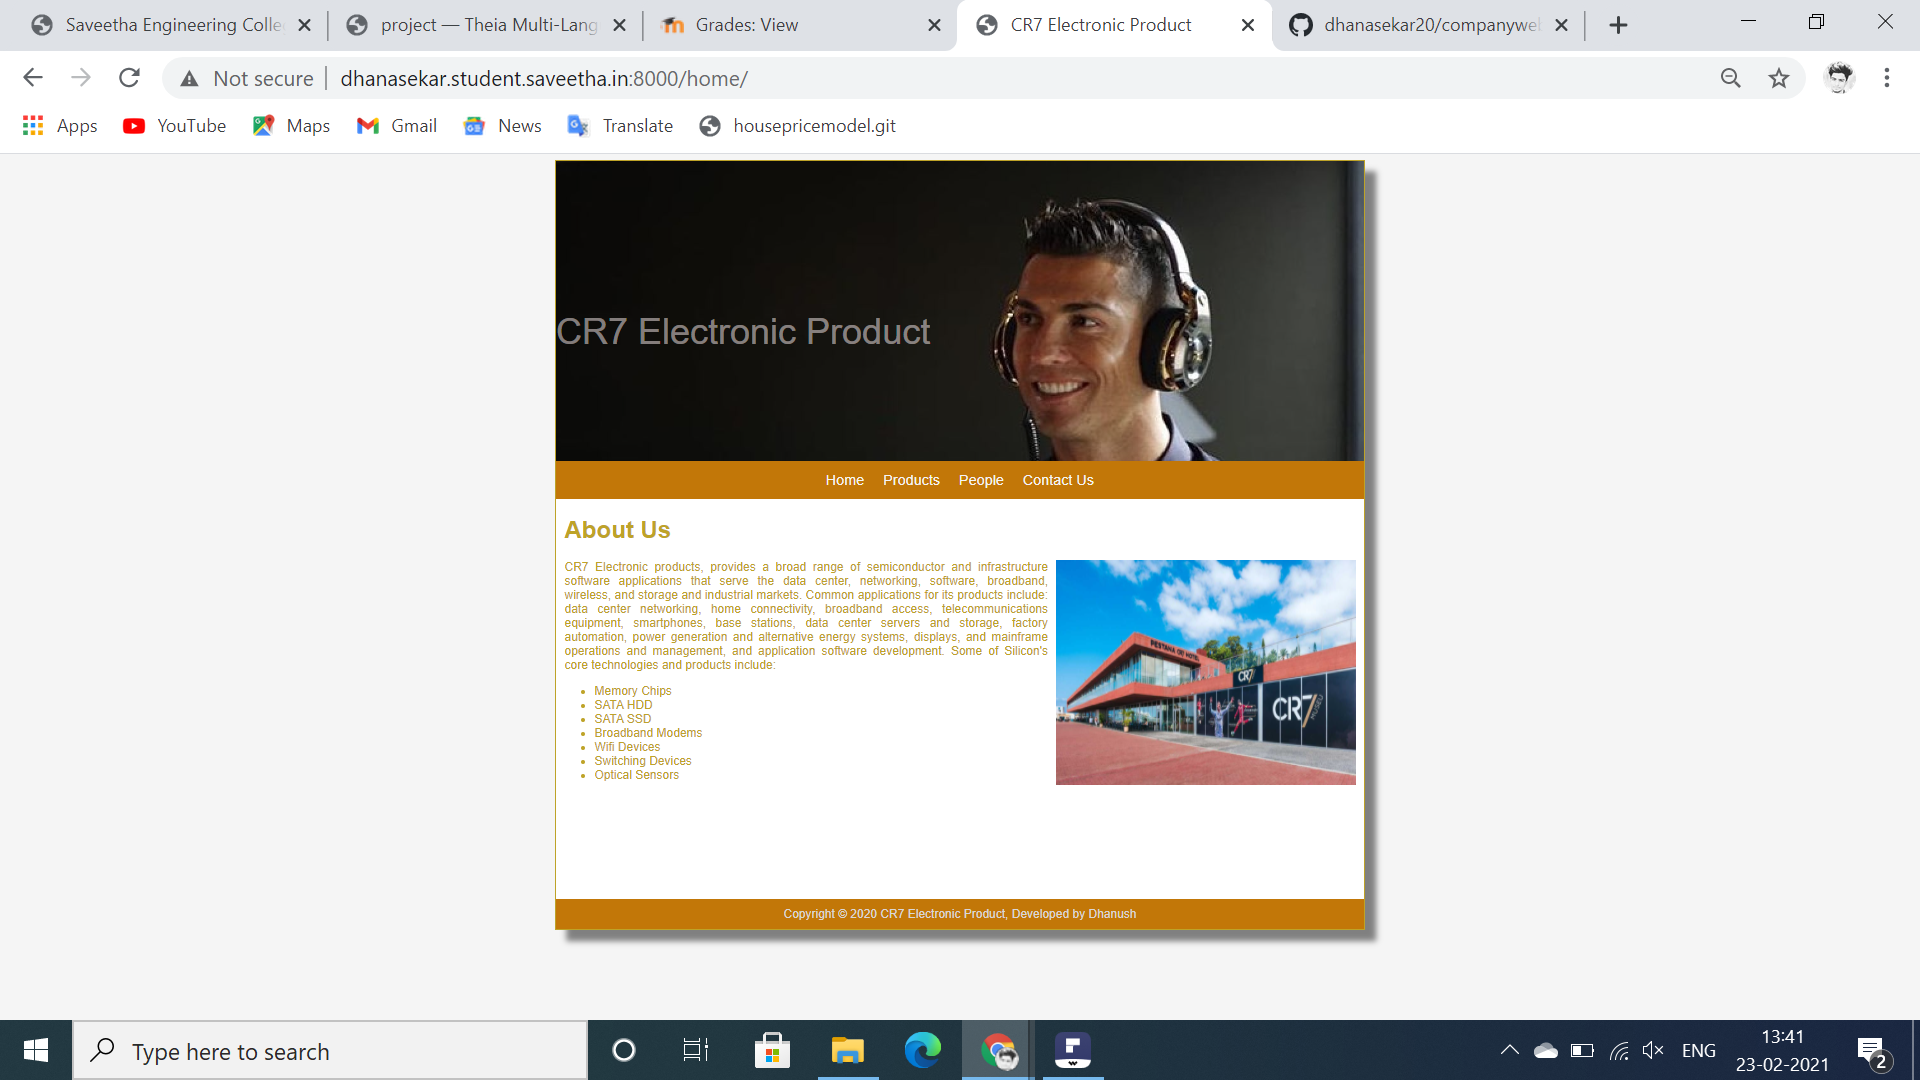 Saveetha Engineering Colle
project — Theia Multi-Lang
Grades: View
CR7 Electronic Product
dhanasekar20/companywe
Not secure
dhanasekar.student.saveetha.in:8000/home/
Apps
YouTube
Maps
Gmail
News
Translate
housepricemodel.git
CR7 Electronic Product
Home Products People Contact Us
About Us
CR7 Electronic products, provides a broad range of semiconductor and infrastructure
software applications that serve the data center, networking, software, broadband,
wireless, and storage and industrial markets. Common applications for its products include:
data center networking, home connectivity, broadband access, telecommunications
equipment, smartphones, base stations, data center servers and storage, factory
automation, power generation and alternative energy systems, displays, and mainframe
operations and management, and application software development. Some of Silicon's
core technologies and products include:
Memory Chips
SATA HDD
SATA SSD
Broadband Modems
Wifi Devices
Switching Devices
Optical Sensors
PESTANA CR7 HOTEL
CR7
CR7
MUSEU
Copyright © 2020 CR7 Electronic Product, Developed by Dhanush
Type here to search
ENG
13:41
23-02-2021
2